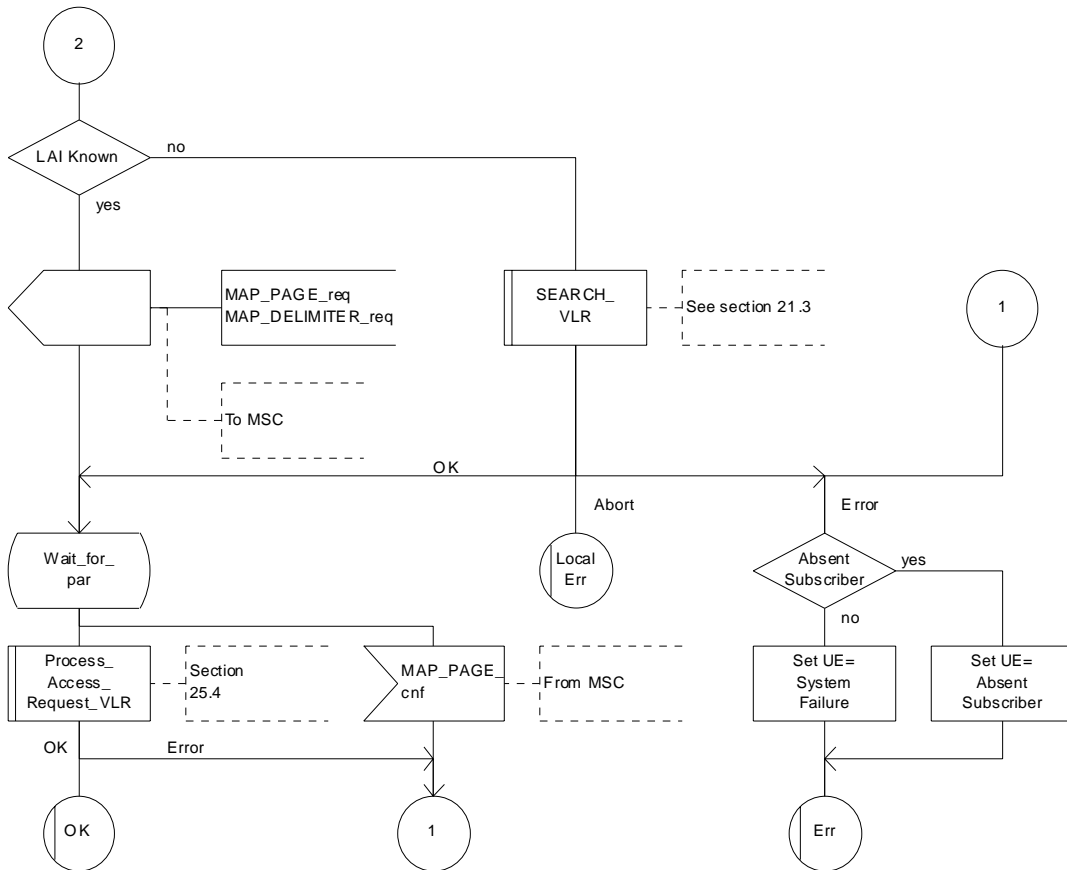 2
LAI Known
no
yes
MAP_PAGE_req
MAP_DELIMITER_req
SEARCH_
VLR
See section 21.3
1
To MSC
OK
Abort
Error
Wait_for_
par
Local
Err
Absent
Subscriber
yes
no
Process_
Access_
Request_VLR
Section
25.4
MAP_PAGE_
cnf
From MSC
Set UE=
System
Failure
Set UE=
Absent
Subscriber
OK
Error
OK
1
Err